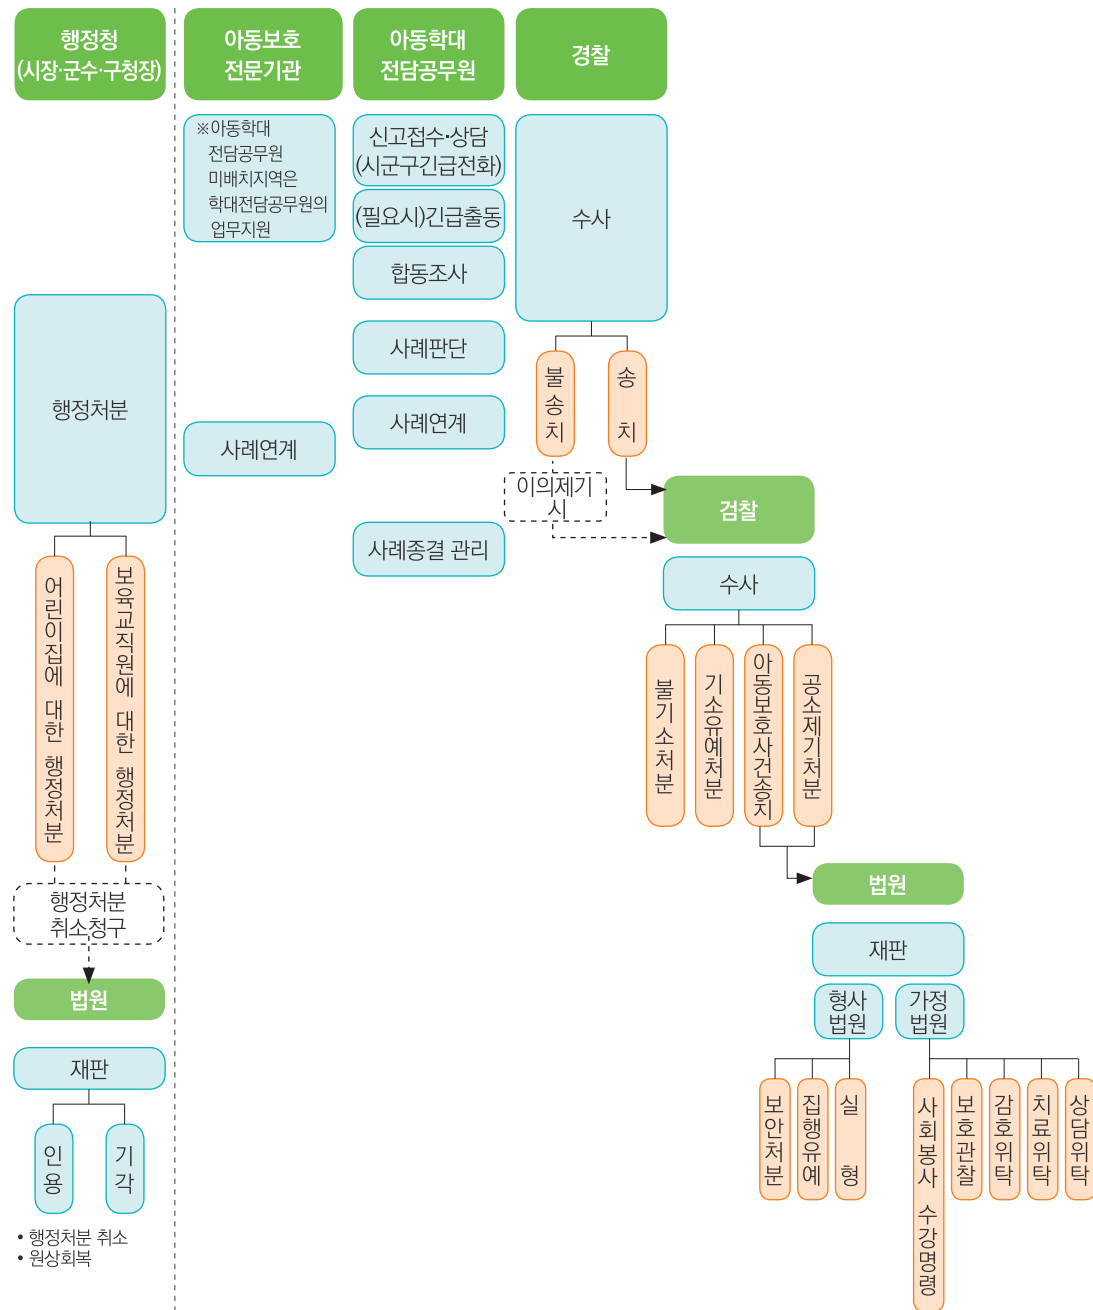 행정청
(시장·군수·구청장)
아동보호
전문기관
아동학대
전담공무원
경찰
※아동학대
전담공무원
미배치지역은
학대전담공무원의
업무지원
신고접수·상담
(시군구긴급전화)
(필요시)긴급출동
합동조사
사례판단
사례연계
사례종결 관리
사례연계
수사
불송치
송 치
이의제기
시
검찰
수사
불기소처분
기소유예처분
아동보호사건송치
공소제기처분
법원
재판
형사
법원
가정
법원
보안처분
집행유예
실 형
사회봉사 수강명령
보호관찰
감호위탁
치료위탁
상담위탁
행정처분
어린이집에 대한 행정처분
보육교직원에 대한 행정처분
행정처분
취소청구
법원
재판
인용
기각
• 행정처분 취소
• 원상회복